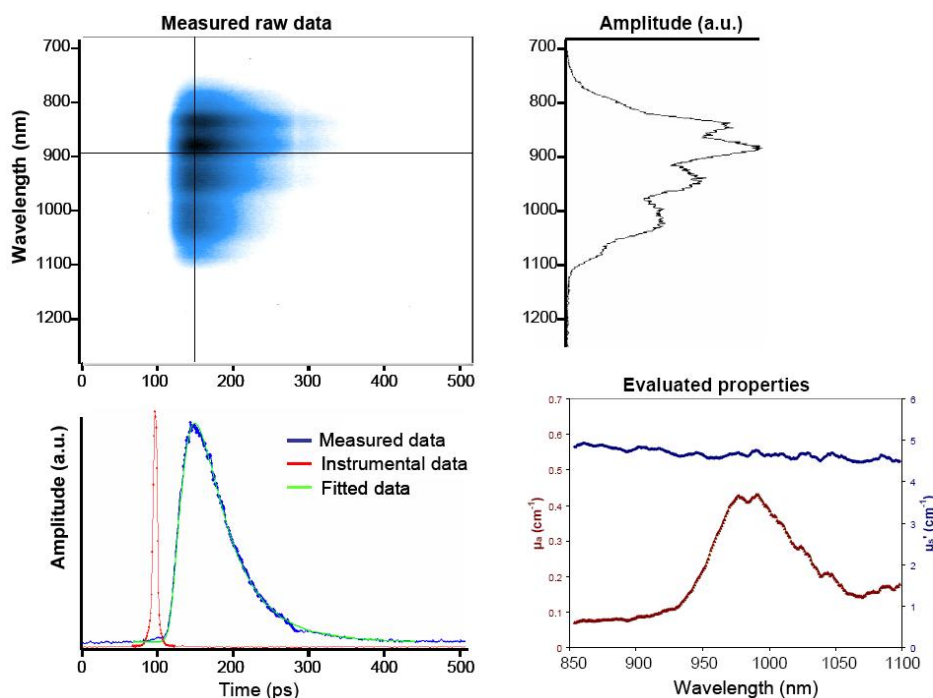 Measured raw data
Wavelength (nm)
700
800
900
1000
1100
1200
0 100 200 300 400 500
Amplitude (a.u.)
700
800
900
1000
1100
1200
Amplitude (a.u.)
Measured data
Instrumental data
Fitted data
0 100 200 300 400 500
Time (ps)
Evaluated properties
μa (cm-1)
0.7
0.6
0.5
0.4
0.3
0.2
0.1
0
6
5
4
3
2
1
0
μs' (cm-1)
850 900 950 1000 1050 1100
Wavelength (nm)